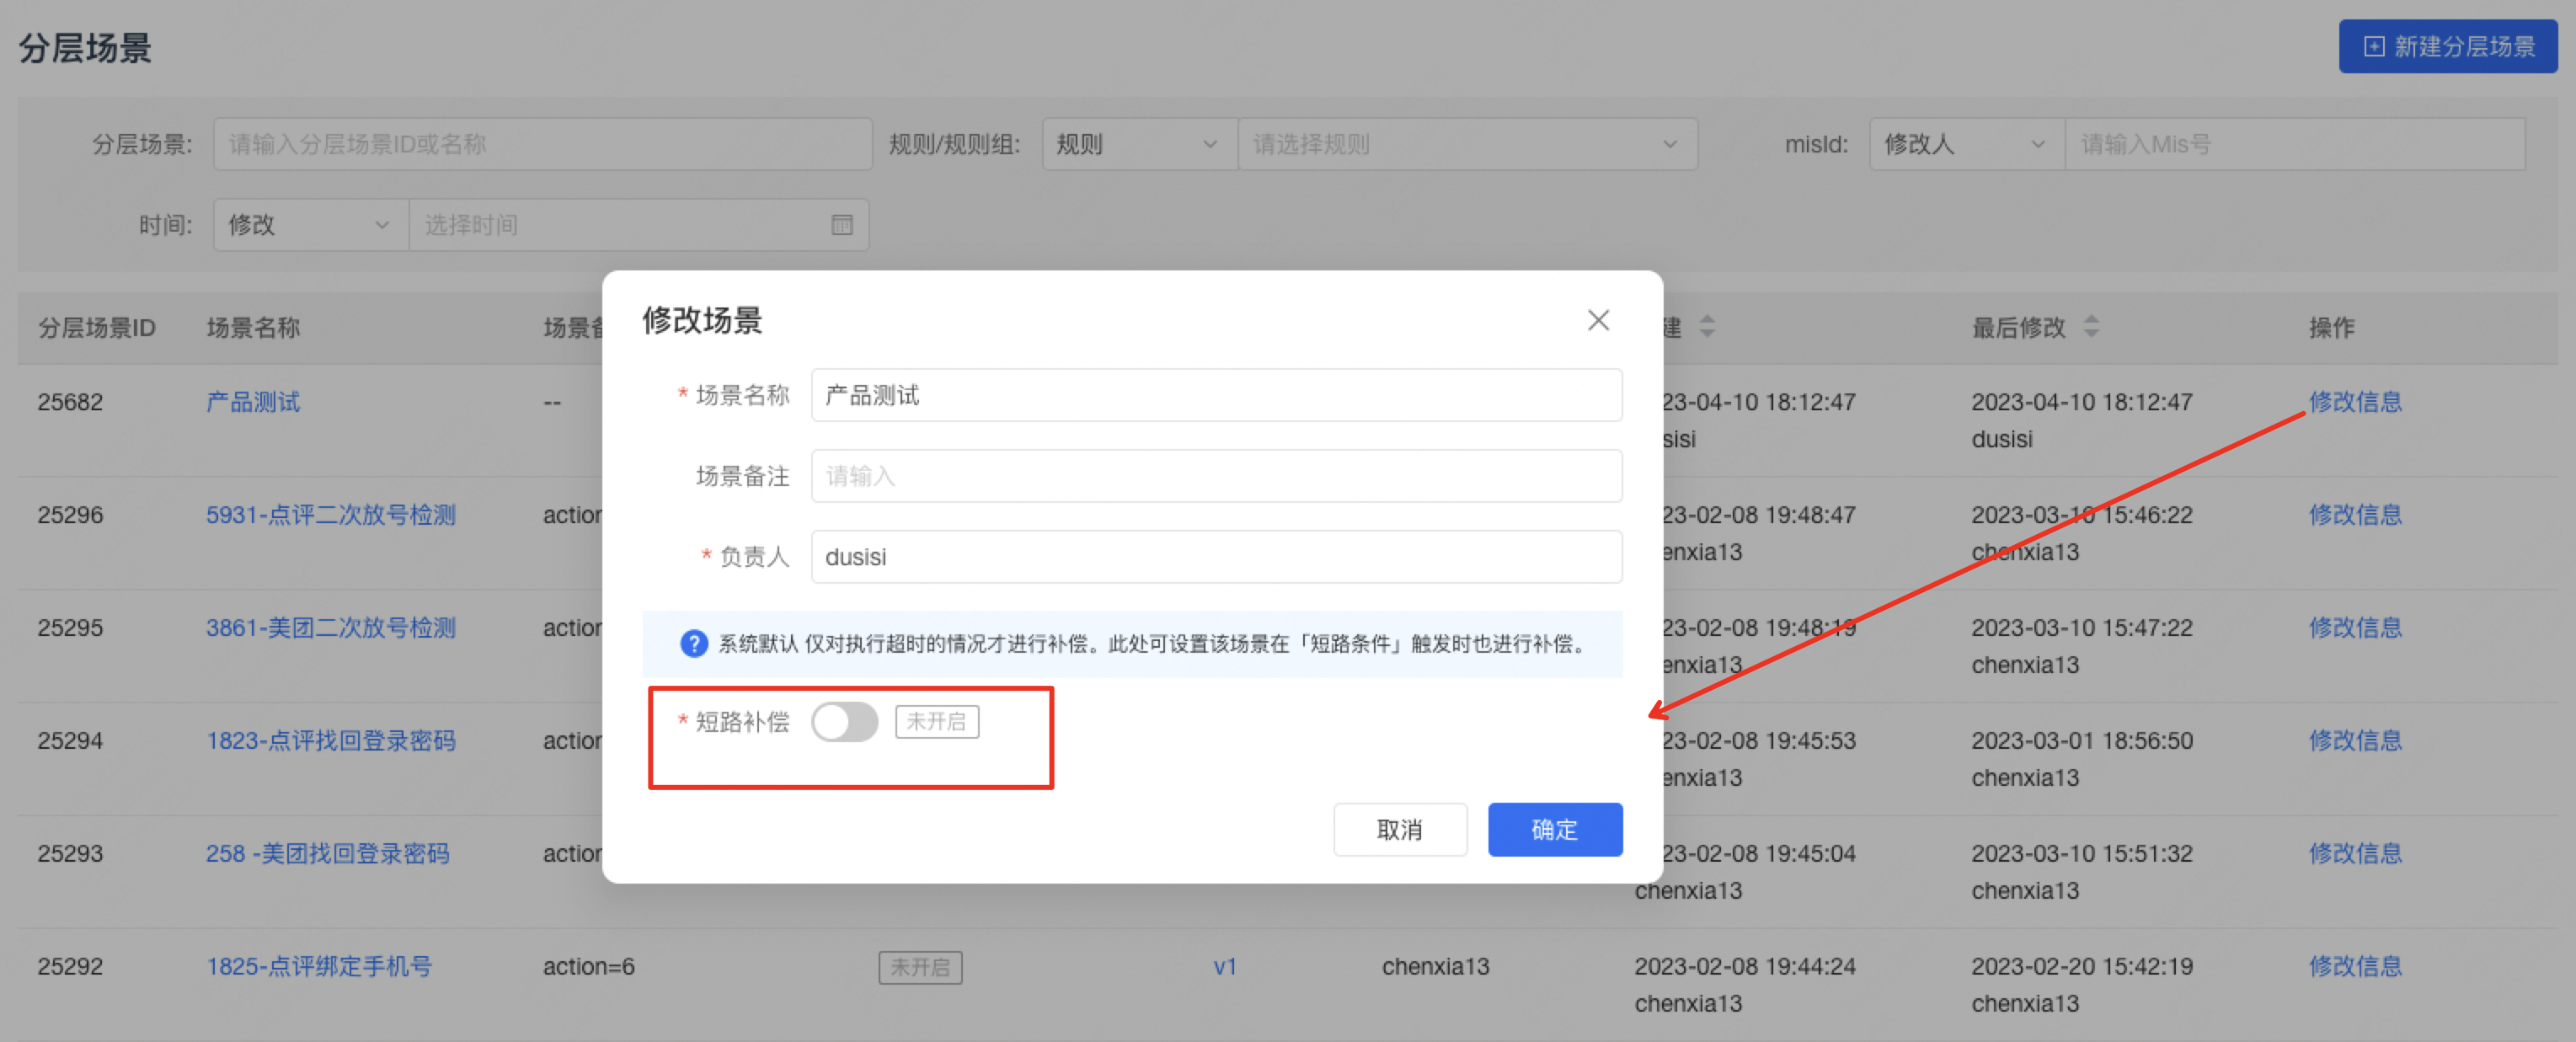 分层场景
新建分层场景
分层场景: 请输入分层场景ID或名称 规则/规则组: 规则 请选择规则 misId: 修改人 请输入Mis号
时间: 修改 选择时间
分层场景ID 场景名称 场景备 建 最后修改 操作
25682 产品测试 -- 23-04-10 18:12:47 2023-04-10 18:12:47 修改信息
sisi dusisi
25296 5931-点评二次放号检测 action 23-02-08 19:48:47 2023-03-10 15:46:22 修改信息
enxia13 chenxia13
25295 3861-美团二次放号检测 action 23-02-08 19:48:19 2023-03-10 15:47:22 修改信息
enxia13 chenxia13
25294 1823-点评找回登录密码 action 23-02-08 19:45:53 2023-03-01 18:56:50 修改信息
enxia13 chenxia13
25293 258 -美团找回登录密码 action 23-02-08 19:45:04 2023-03-10 15:51:32 修改信息
chenxia13 chenxia13
25292 1825-点评绑定手机号 action=6 未开启 v1 chenxia13 2023-02-08 19:44:24 2023-02-20 15:42:19 修改信息
chenxia13 chenxia13
修改场景
* 场景名称 产品测试
场景备注 请输入
* 负责人 dusisi
? 系统默认 仅对执行超时的情况才进行补偿。此处可设置该场景在「短路条件」触发时也进行补偿。
* 短路补偿 未开启
取消 确定